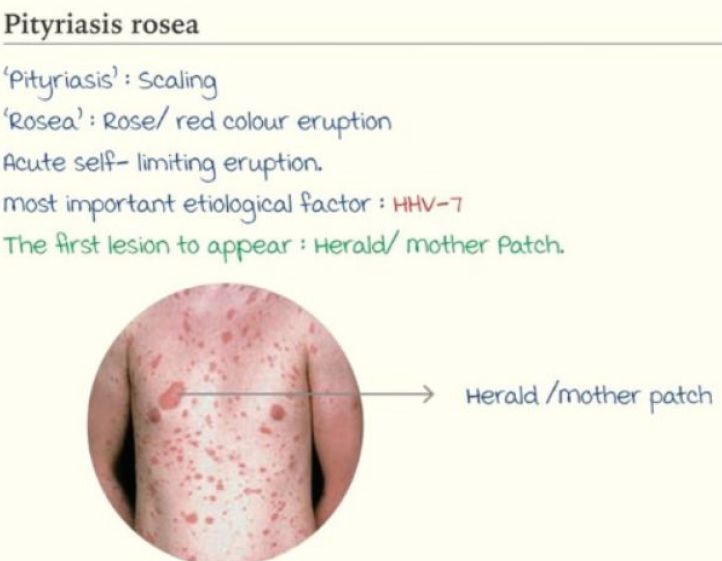 Pityriasis rosea
'Pityriasis' : Scaling
'Rosea' : Rose/ red colour eruption
Acute self- limiting eruption.
most important etiological factor : HHV-7
The first lesion to appear : Herald/ mother Patch.
Herald /mother patch